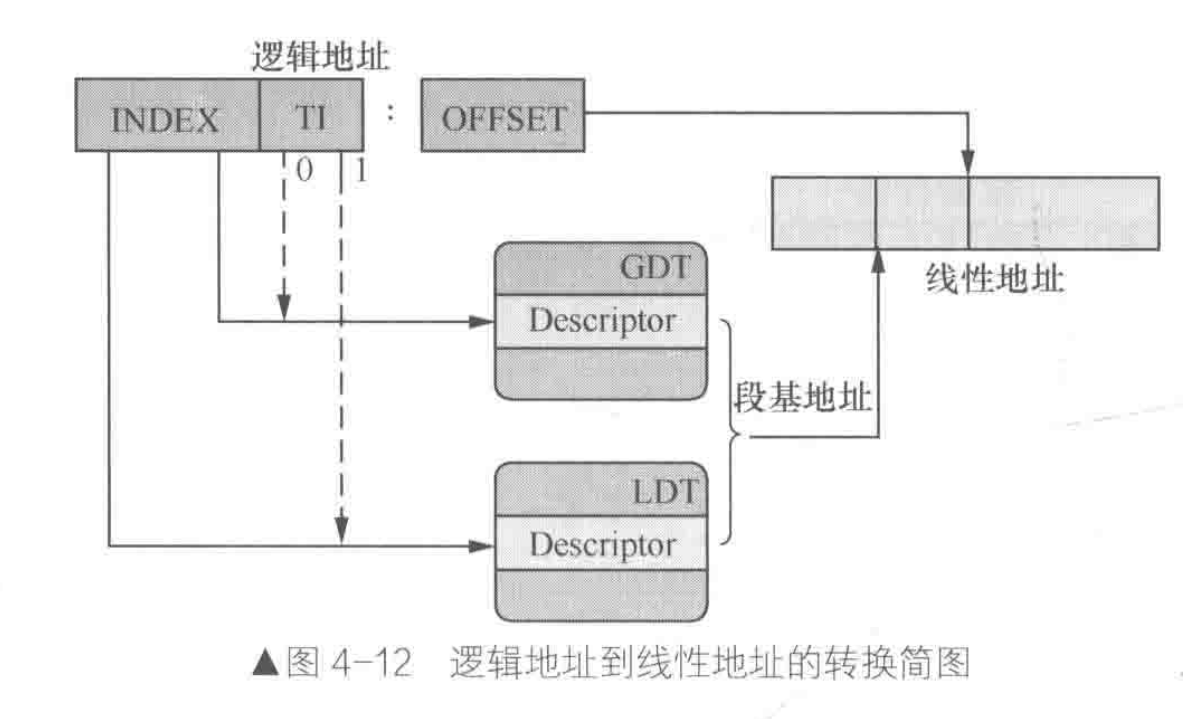 逻辑地址
INDEX TI : OFFSET
0 1
线性地址
GDT
Descriptor
段基地址
LDT
Descriptor
▲图 4-12 逻辑地址到线性地址的转换简图